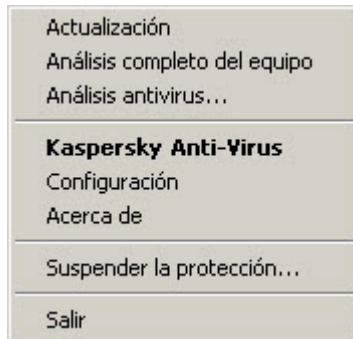 Actualización
Análisis completo del equipo
Análisis antivirus...
Kaspersky Anti-Virus
Configuración
Acerca de
Suspender la protección...
Salir